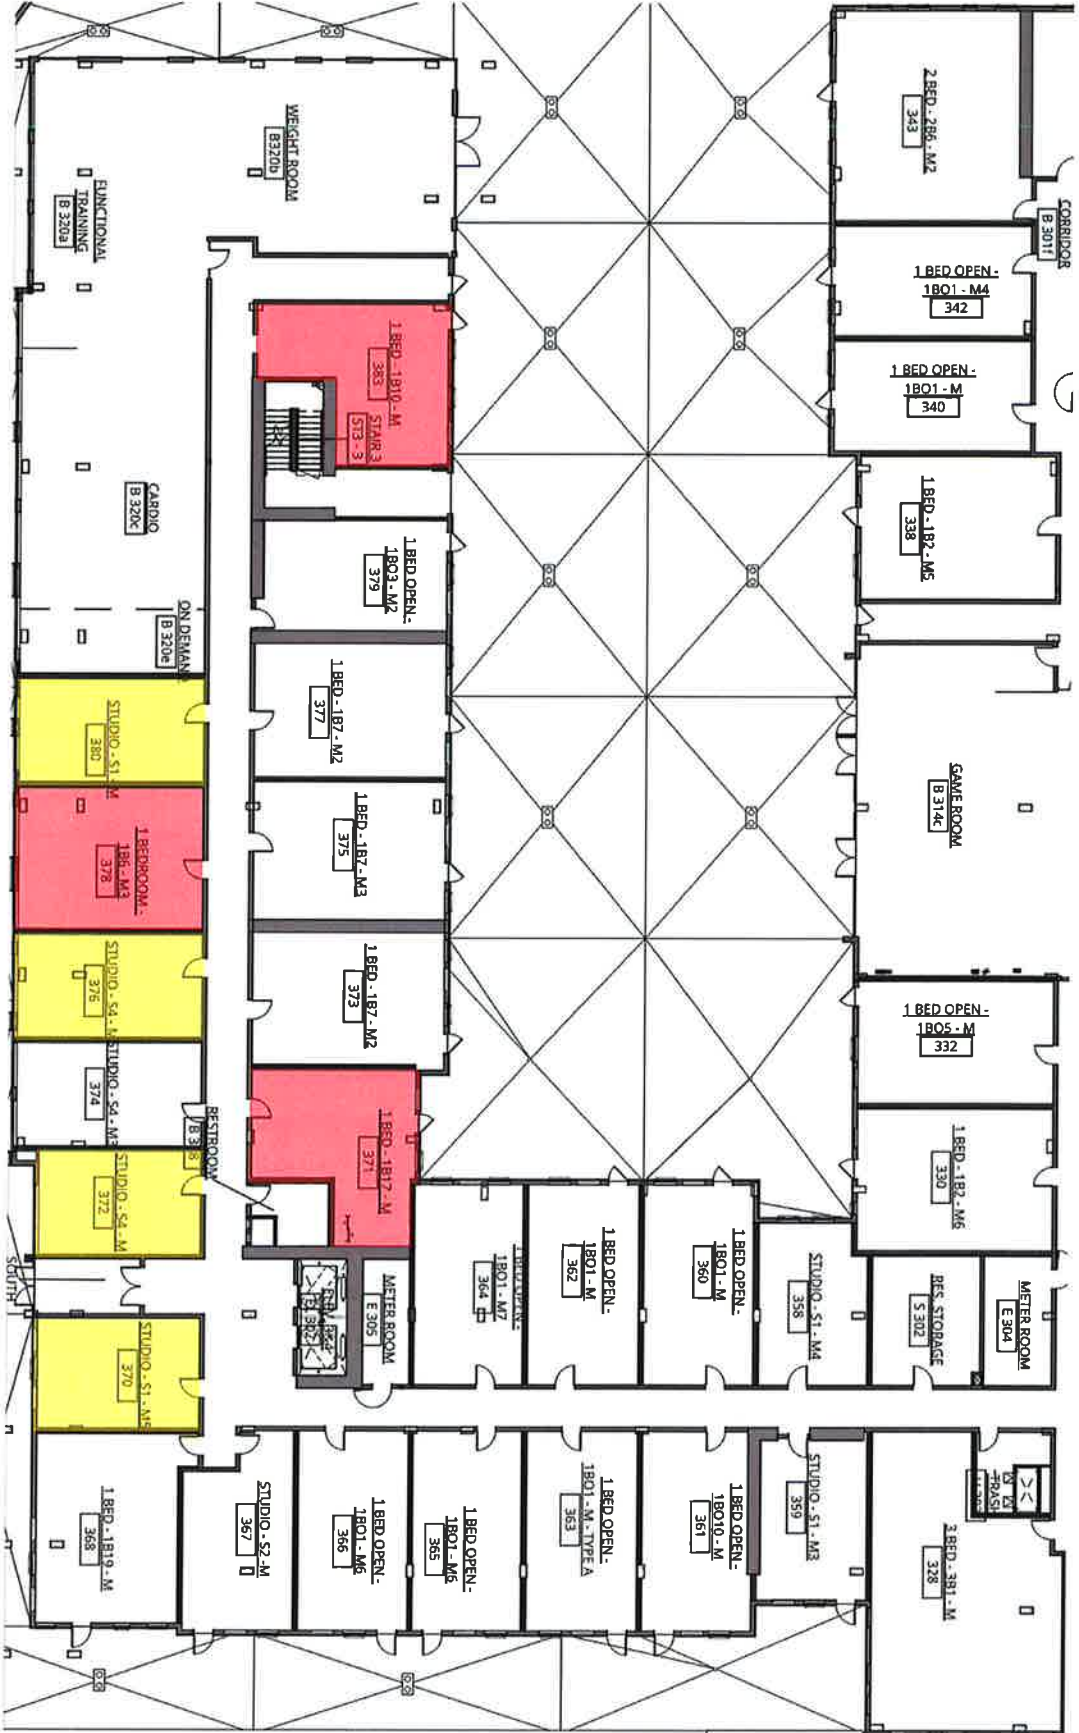 2 BED - 2B6 - M2
343
CORRIDOR
B 301f
1 BED OPEN -
1BO1 - M4
342
1 BED OPEN -
1BO1 - M
340
1 BED - 1B2 - M5
338
GAME ROOM
B 314c
1 BED OPEN -
1BO5 - M
332
1 BED - 1B2 - M6
330
METER ROOM
E 304
RES. STORAGE
S 302
STUDIO - S1 - M4
358
1 BED OPEN -
1BO1 - M
360
1 BED OPEN -
1BO1 - M
362
1 BED OPEN -
1BO1 - M7
364
METER ROOM
E 305
WEIGHT ROOM
B320b
FUNCTIONAL
TRAINING
B 320a
CARDIO
B 320c
ON DEMAND
B 320e
1 BED - 1B10 - M
383
STAIR 3
ST3 - 3
1 BED OPEN -
1BO3 - M2
379
1 BED - 1B7 - M2
377
1 BED - 1B7 - M3
375
1 BED - 1B7 - M2
373
1 BED - 1B17 - M
371
STUDIO - S1 - M
380
1 BEDROOM -
1B6 - M3
378
STUDIO - S4 - M
376
STUDIO - S4 - M3
374
RESTROOM
STUDIO - S4 - M
372
SOUTH
STUDIO - S1 - M5
370
1 BED - 1B19 - M
368
STUDIO - S2 - M
367
1 BED OPEN -
1BO1 - M6
366
1 BED OPEN -
1BO1 - M6
365
1 BED OPEN -
1BO1 - M - TYPE A
363
1 BED OPEN -
1BO10 - M
361
STUDIO - S1 - M3
359
TRASH
3 BED - 3B1 - M
328